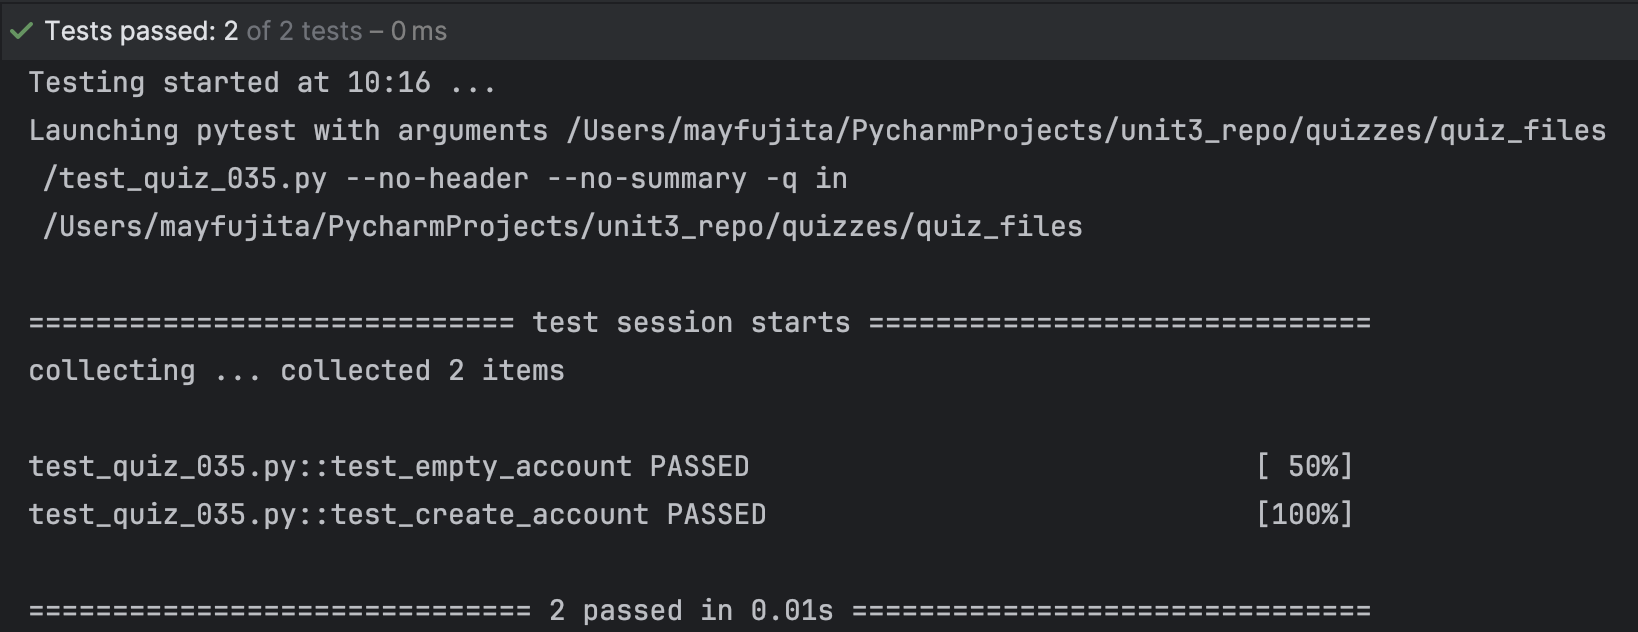 Tests passed: 2 of 2 tests – 0 ms
Testing started at 10:16 ...
Launching pytest with arguments /Users/mayfujita/PycharmProjects/unit3_repo/quizzes/quiz_files
/test_quiz_035.py --no-header --no-summary -q in
/Users/mayfujita/PycharmProjects/unit3_repo/quizzes/quiz_files
============================= test session starts ==============================
collecting ... collected 2 items
test_quiz_035.py::test_empty_account PASSED [ 50%]
test_quiz_035.py::test_create_account PASSED [100%]
============================== 2 passed in 0.01s ===============================